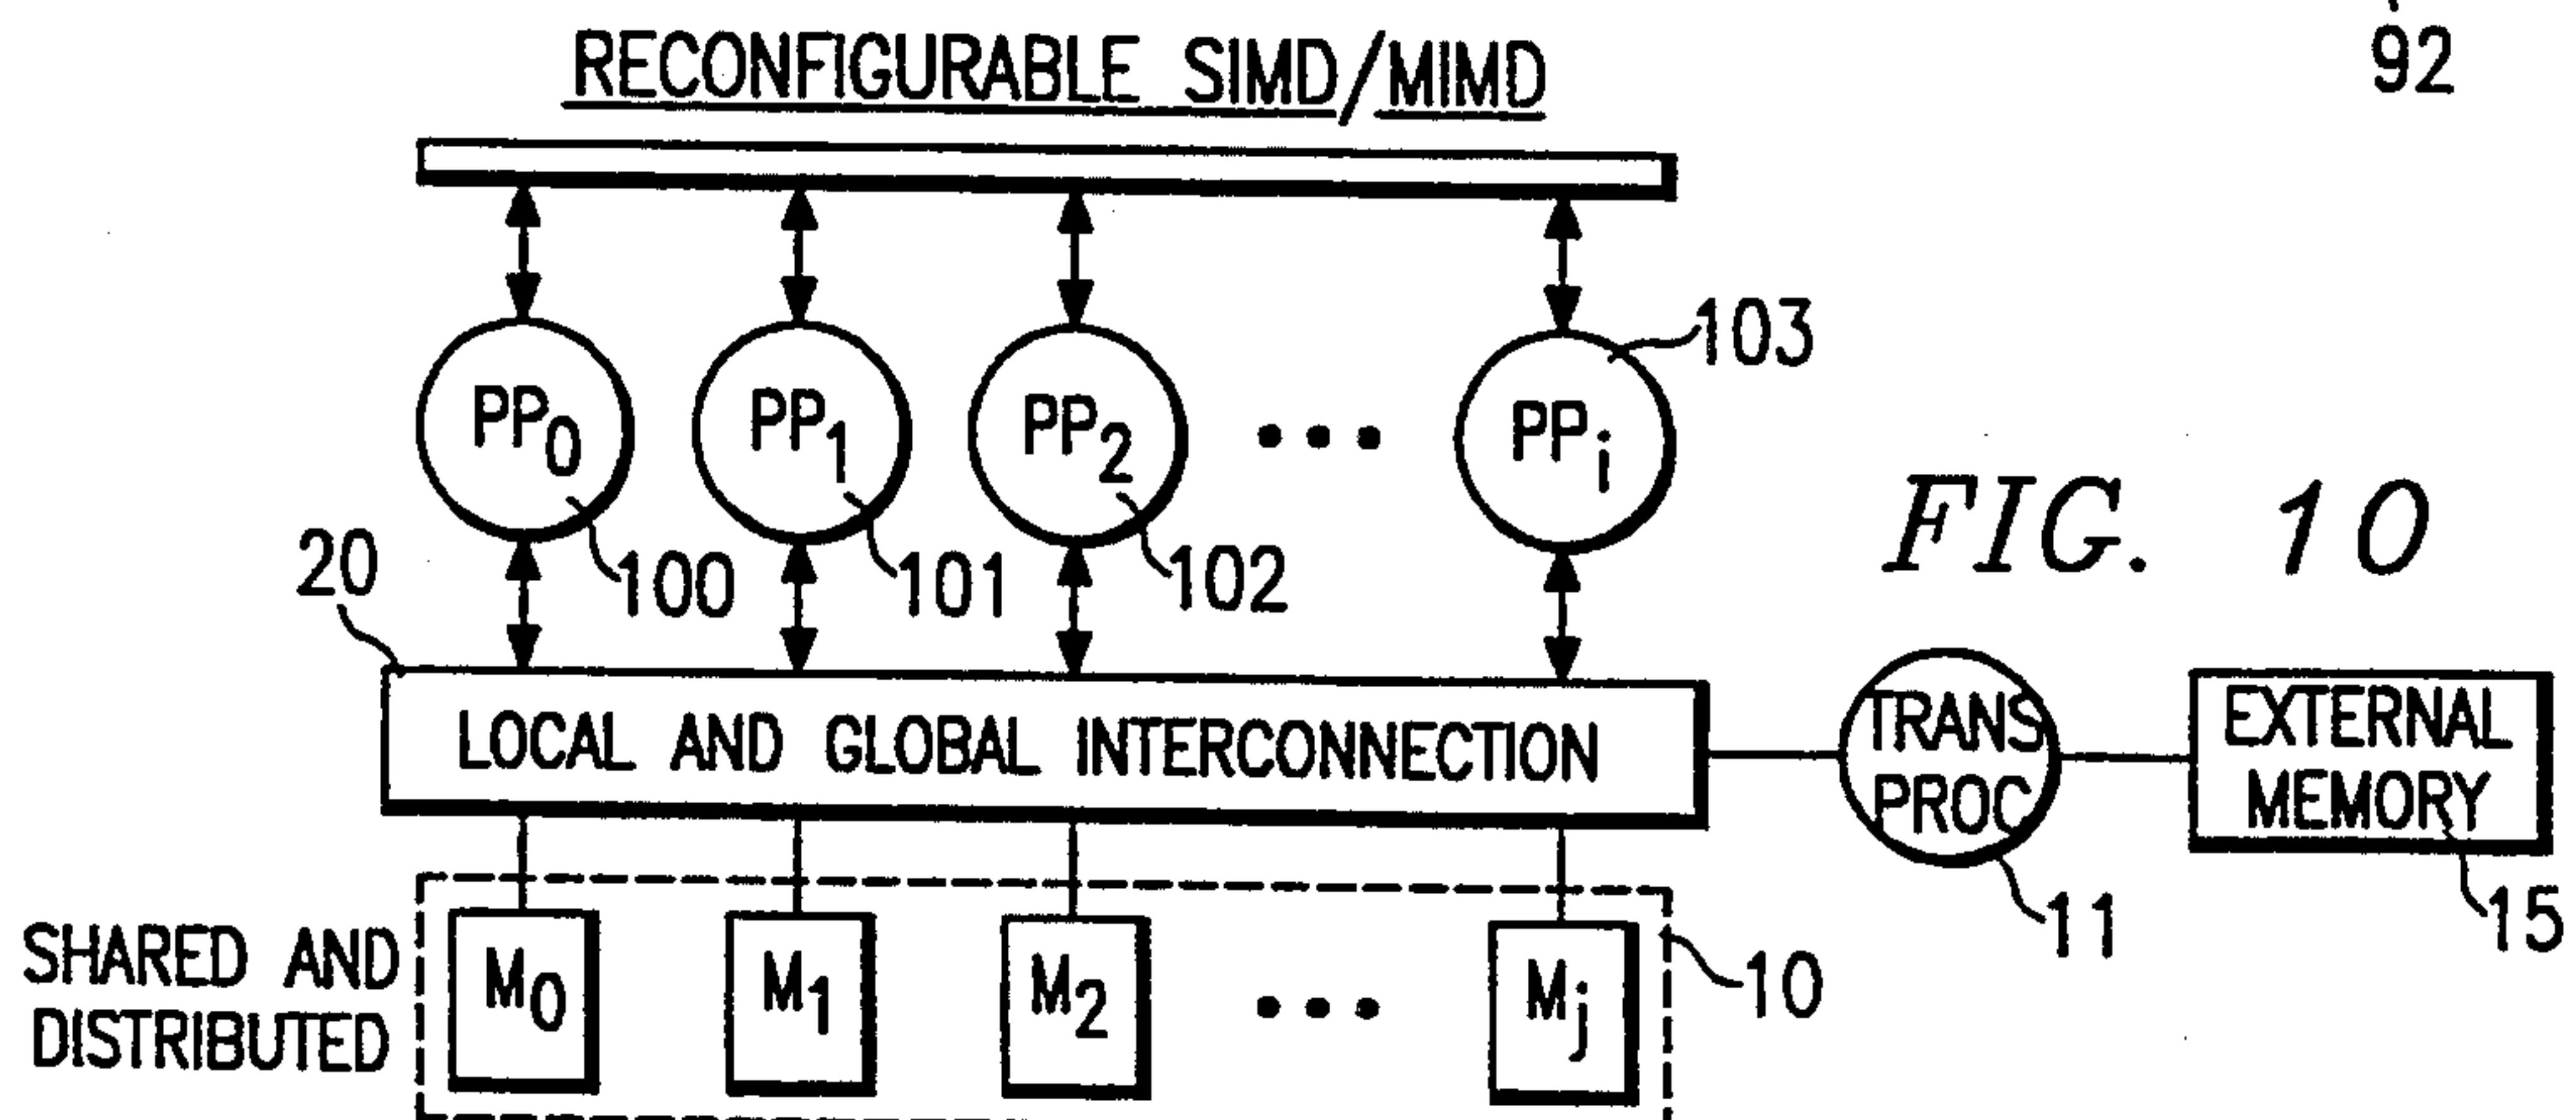 92
RECONFIGURABLE SIMD/MIMD
PP0
PP1
PP2
...
PPi
103
100
101
102
20
FIG. 10
LOCAL AND GLOBAL INTERCONNECTION
TRANS
PROC
EXTERNAL
MEMORY
11
15
SHARED AND
DISTRIBUTED
M0
M1
M2
...
Mj
10